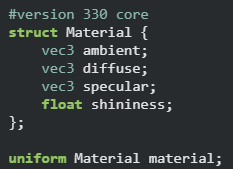 #version 330 core
struct Material {
    vec3 ambient;
    vec3 diffuse;
    vec3 specular;
    float shininess;
};

uniform Material material;